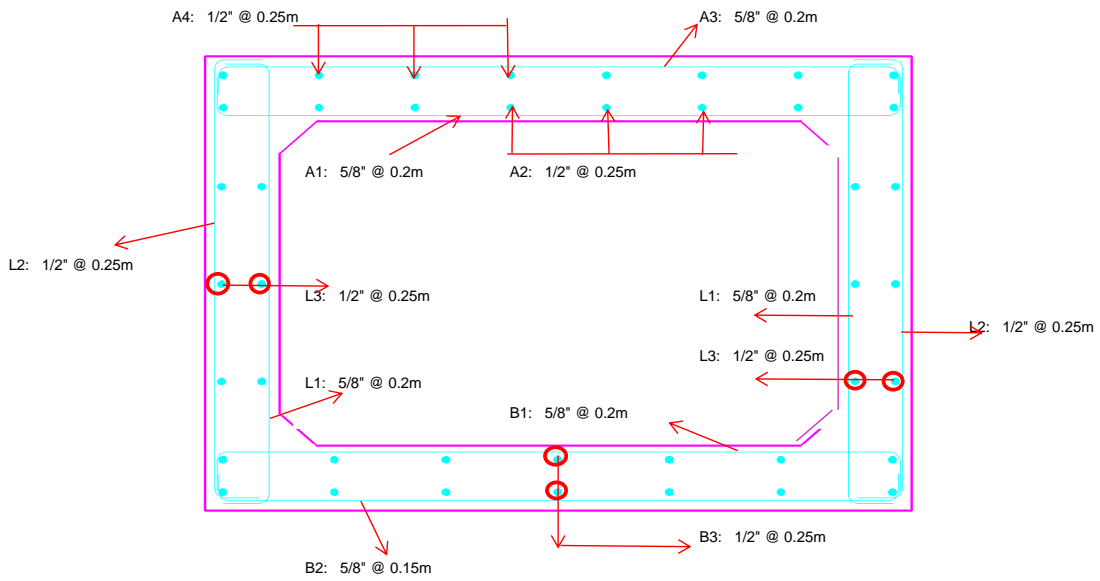 A4: 1/2" @ 0.25m
A3: 5/8" @ 0.2m
A1: 5/8" @ 0.2m
A2: 1/2" @ 0.25m
L2: 1/2" @ 0.25m
L3: 1/2" @ 0.25m
L1: 5/8" @ 0.2m
L2: 1/2" @ 0.25m
L3: 1/2" @ 0.25m
L1: 5/8" @ 0.2m
B1: 5/8" @ 0.2m
B3: 1/2" @ 0.25m
B2: 5/8" @ 0.15m